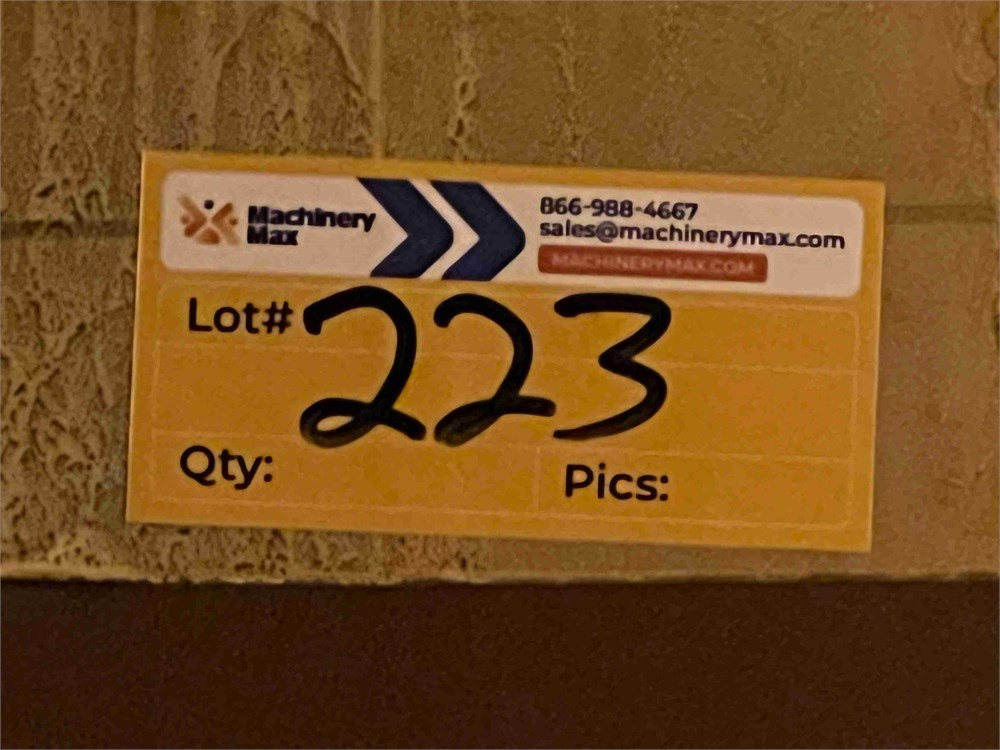 Machinery
Max
866-988-4667
sales@machinerymax.com
MACHINERYMAX.COM
Lot# 223
Qty:
Pics: